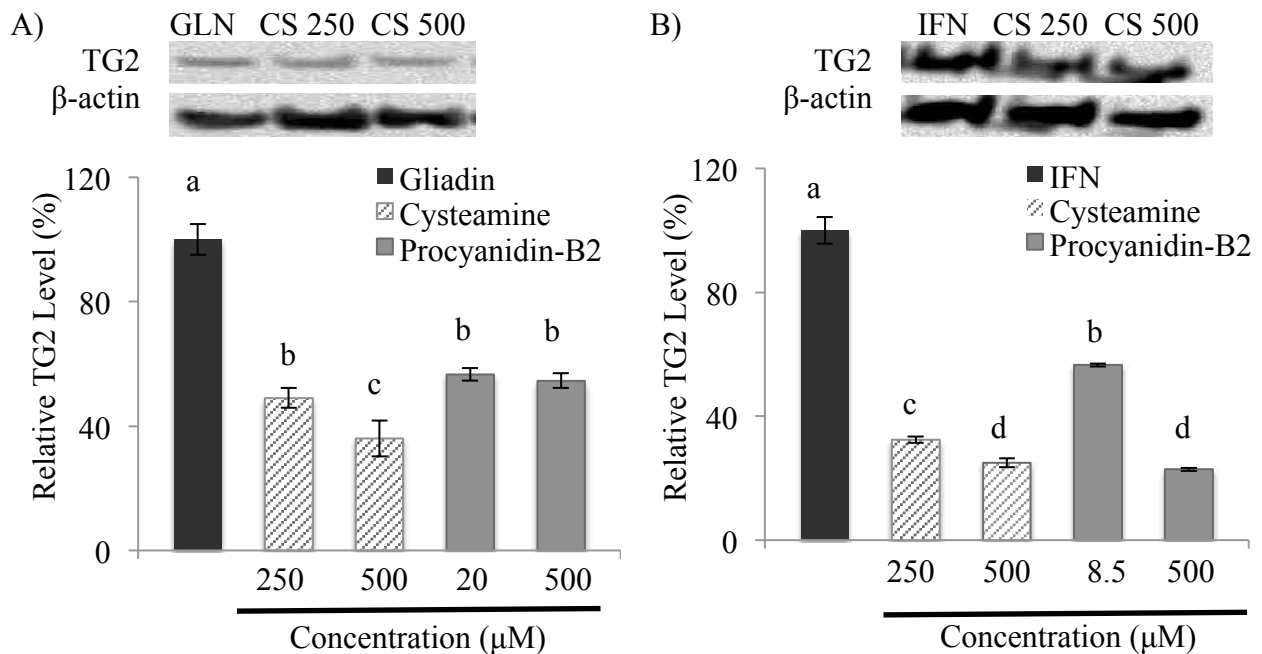 A)
GLN CS 250 CS 500
TG2
β-actin
120
80
40
0
Relative TG2 Level (%)
Gliadin
Cysteamine
Procyanidin-B2
a
b
c
b
b
250 500 20 500
Concentration (μM)
B)
IFN CS 250 CS 500
TG2
β-actin
120
80
40
0
Relative TG2 Level (%)
IFN
Cysteamine
Procyanidin-B2
a
c
d
b
d
250 500 8.5 500
Concentration (μM)